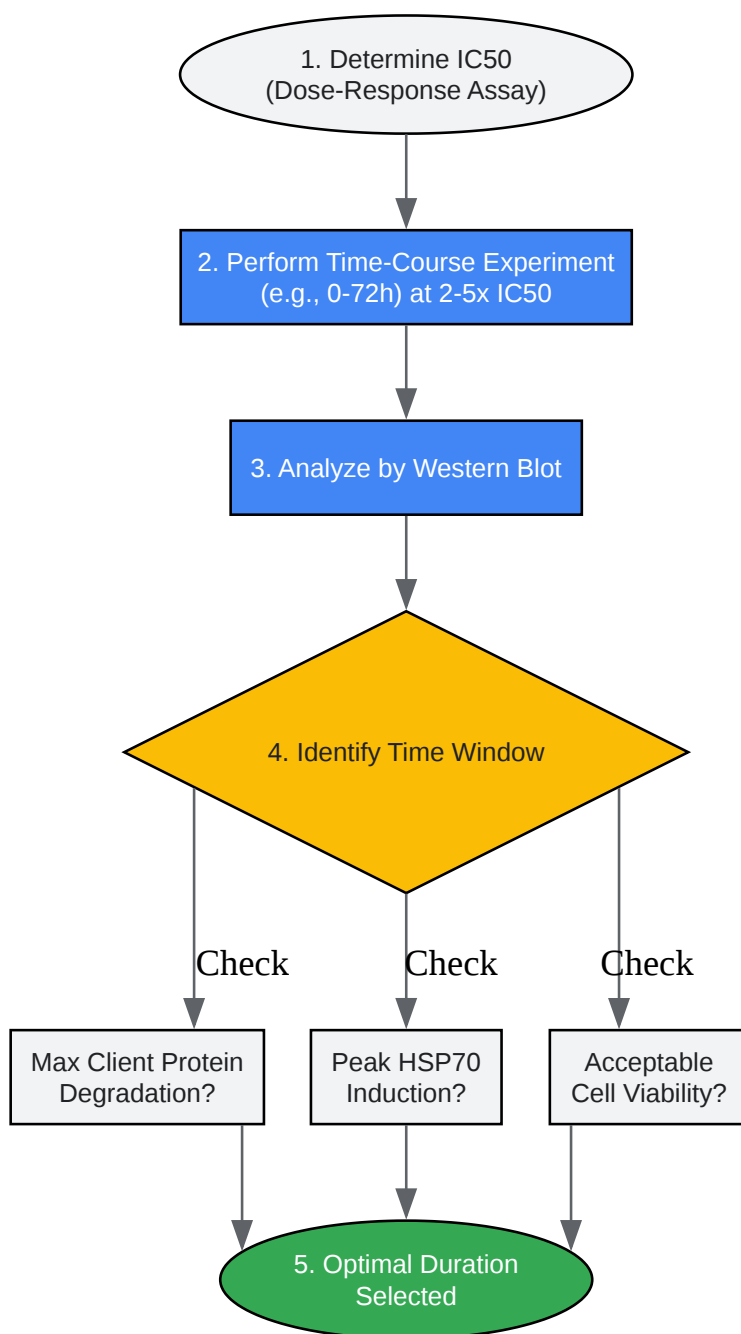 1. Determine IC50
(Dose-Response Assay)
2. Perform Time-Course Experiment
(e.g., 0-72h) at 2-5x IC50
3. Analyze by Western Blot
4. Identify Time Window
Check
Check
Check
Max Client Protein
Degradation?
Peak HSP70
Induction?
Acceptable
Cell Viability?
5. Optimal Duration
Selected